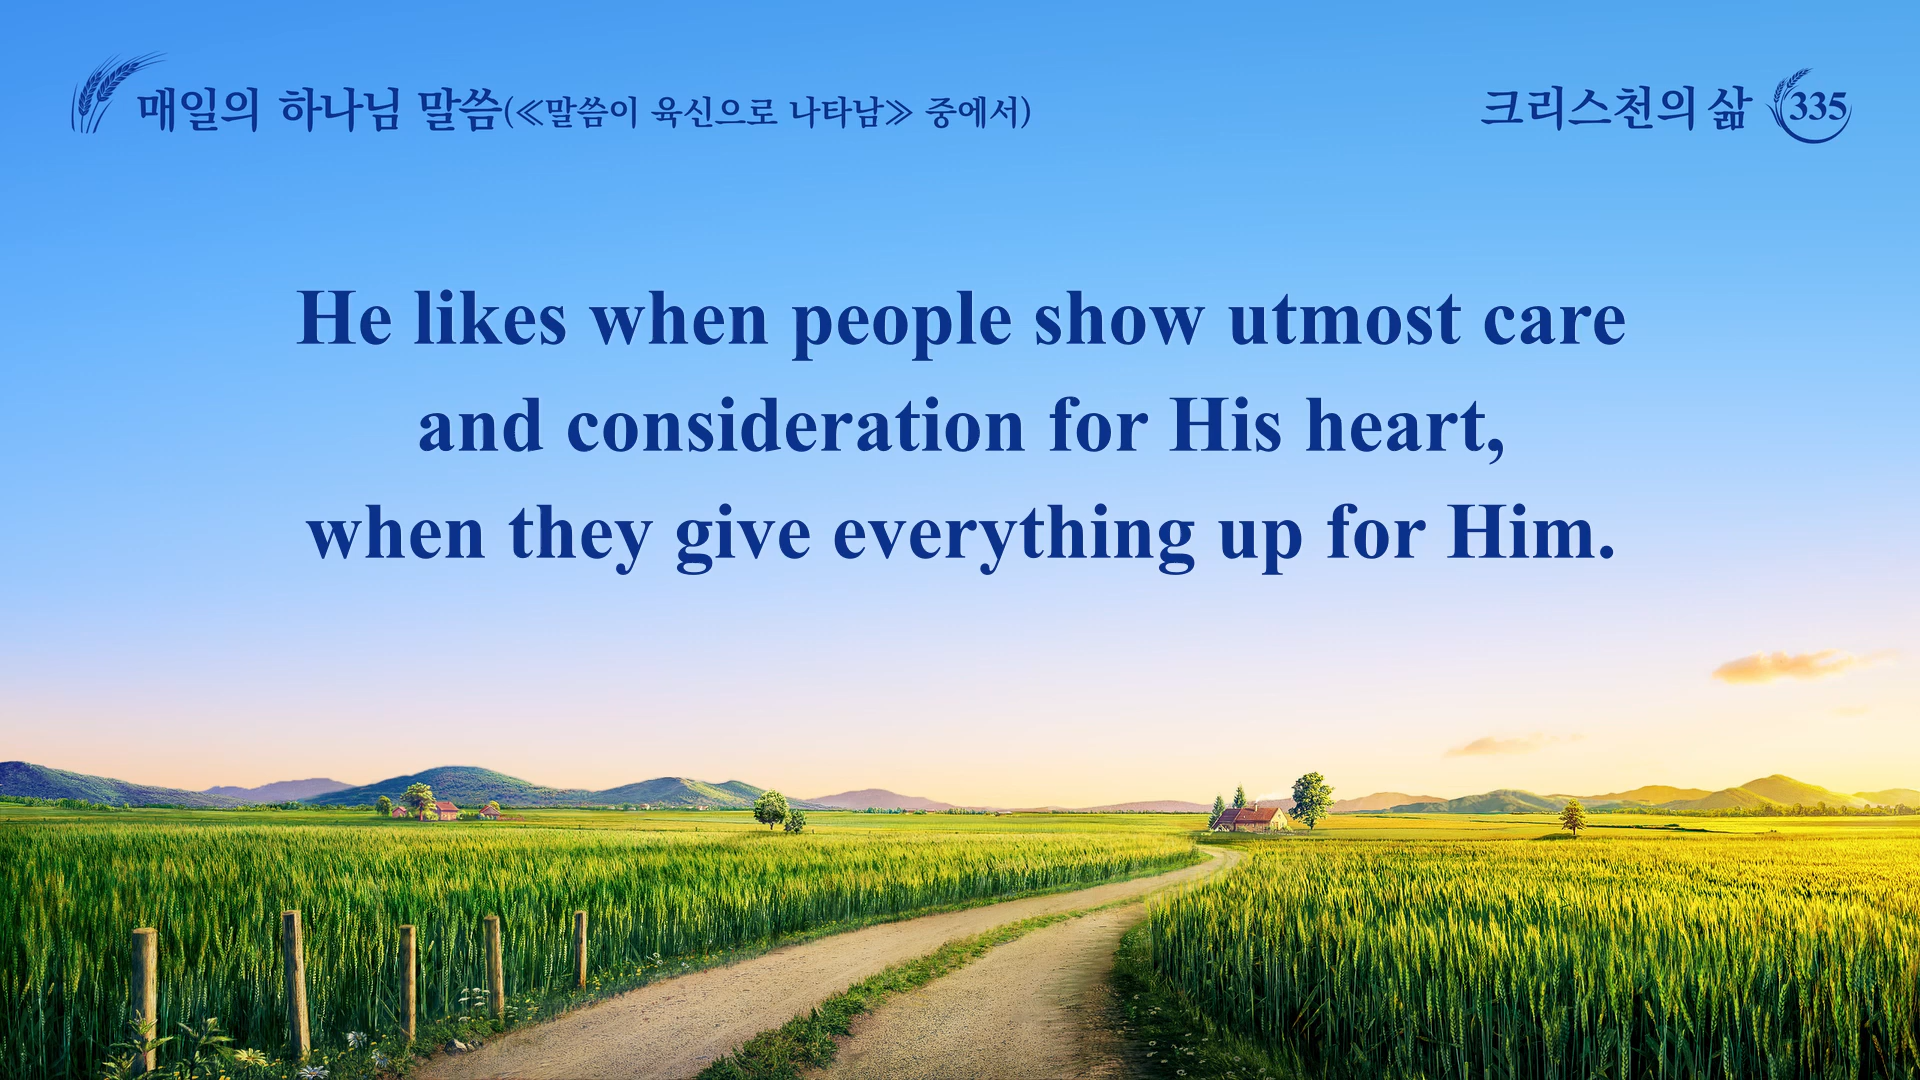 매일의 하나님 말씀(≪말씀이 육신으로 나타남≫ 중에서)
크리스천의 삶 335
He likes when people show utmost care
and consideration for His heart,
when they give everything up for Him.